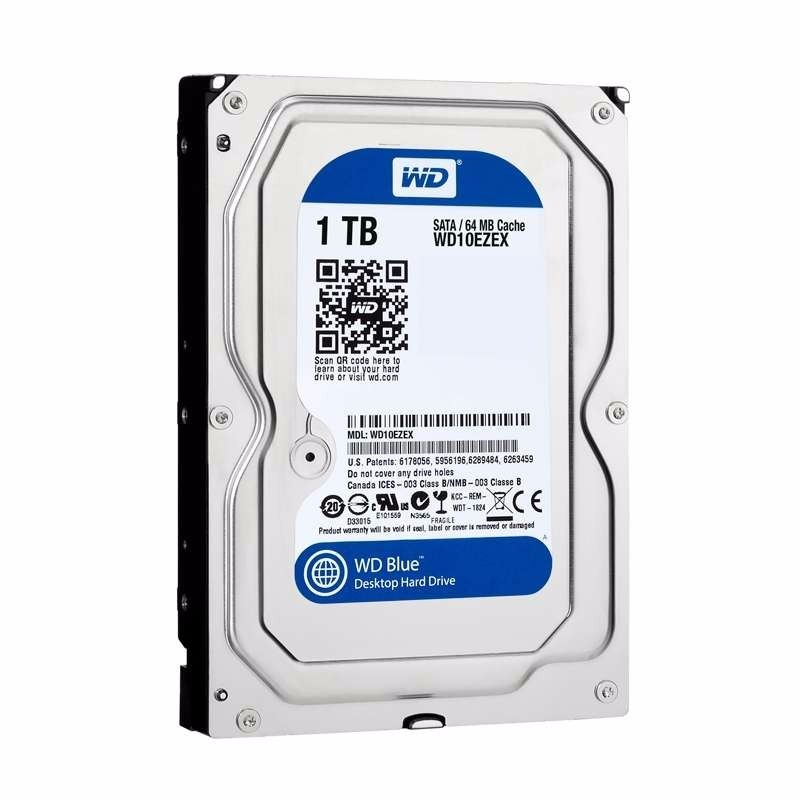 WD®
1 TB
SATA / 64 MB Cache
WD10EZEX
WD
Scan QR code here to
learn about your hard
drive or visit wd.com
MDL: WD10EZEX
U.S. Patents: 6178056, 5956196,6289484, 6263459
Do not cover any drive holes
Canada ICES - 003 Class B/NMB - 003 Classe B
20
c RU us
KCC - REM -
WDT - 1824
CE
D33015
E101559
N3565
FRAGILE
Product warranty will be void if seal, label or cover is removed or damaged
A
WD Blue™
Desktop Hard Drive